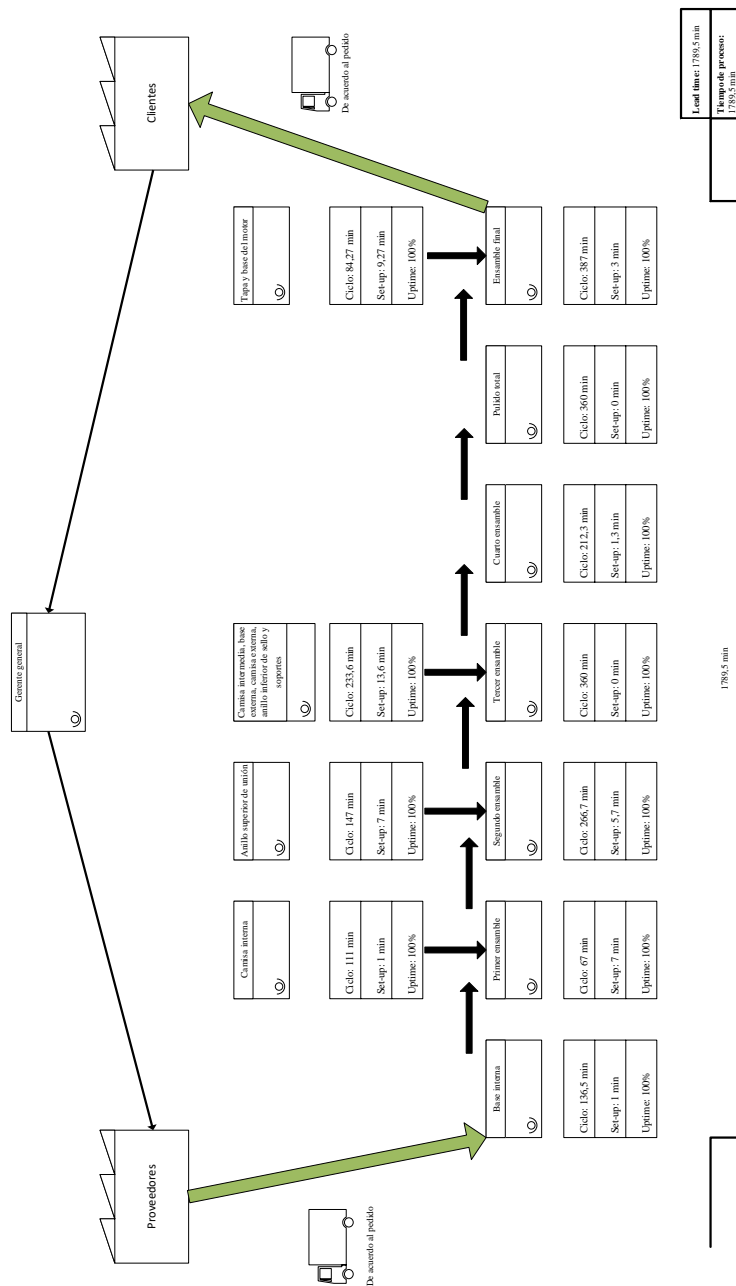 Gerente general
Proveedores
Clientes
De acuerdo al pedido
De acuerdo al pedido
Camisa interna
Ciclo: 111 min
Set-up: 1 min
Uptime: 100%
Anillo superior de unión
Ciclo: 147 min
Set-up: 7 min
Uptime: 100%
Camisa intermedia, base
externa, camisa externa,
anillo inferior de sello y
soportes
Ciclo: 233,6 min
Set-up: 13,6 min
Uptime: 100%
Tapa y base del motor
Ciclo: 84,27 min
Set-up: 9,27 min
Uptime: 100%
Base interna
Ciclo: 136,5 min
Set-up: 1 min
Uptime: 100%
Primer ensamble
Ciclo: 67 min
Set-up: 7 min
Uptime: 100%
Segundo ensamble
Ciclo: 266,7 min
Set-up: 5,7 min
Uptime: 100%
Tercer ensamble
Ciclo: 360 min
Set-up: 0 min
Uptime: 100%
Cuarto ensamble
Ciclo: 212,3 min
Set-up: 1,3 min
Uptime: 100%
Pulido total
Ciclo: 360 min
Set-up: 0 min
Uptime: 100%
Ensamble final
Ciclo: 387 min
Set-up: 3 min
Uptime: 100%
1789,5 min
Lead time: 1789,5 min
Tiempo de proceso:
1789,5 min